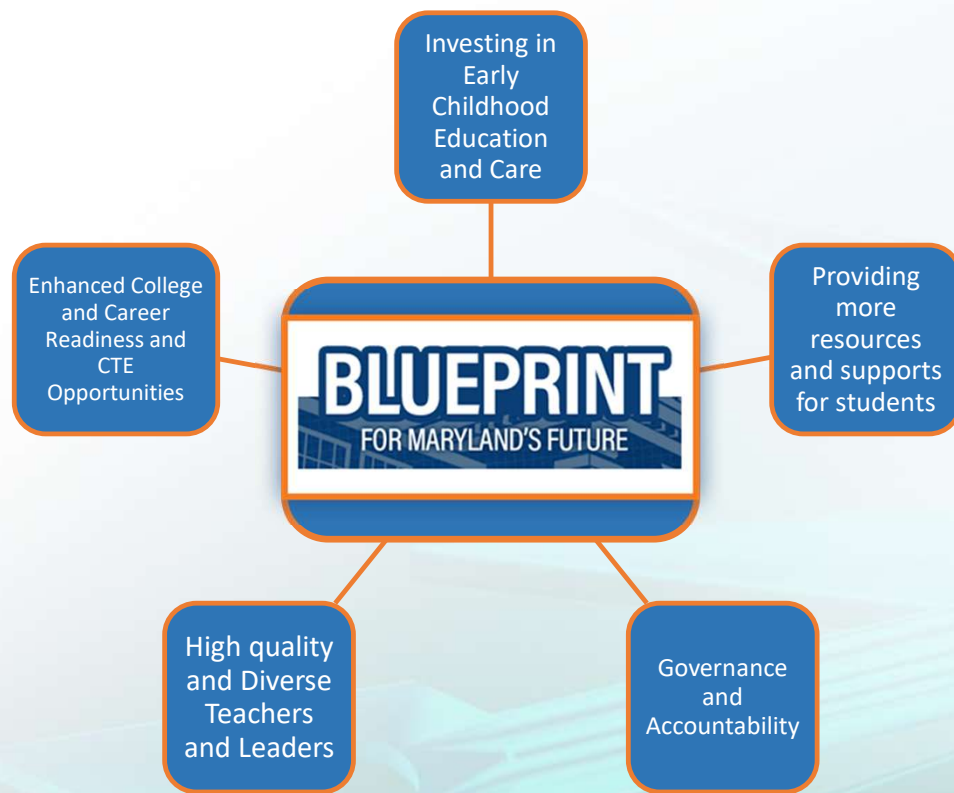 Investing in
Early
Childhood
Education
and Care
Enhanced College
and Career
Readiness and
CTE
Opportunities
BLUEPRINT
FOR MARYLAND'S FUTURE
Providing
more
resources
and supports
for students
High quality
and Diverse
Teachers
and Leaders
Governance
and
Accountability